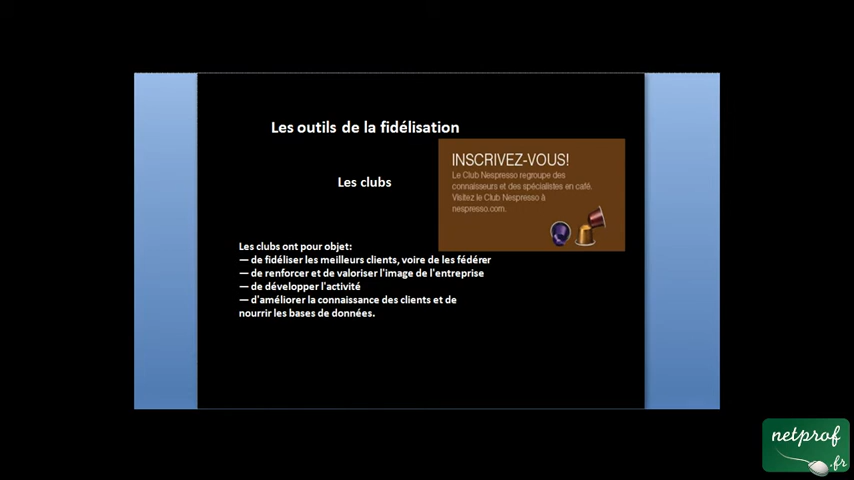 Les outils de la fidélisation
INSCRIVEZ-VOUS!
Le Club Nespresso regroupe des
connaisseurs et des spécialistes en café.
Visitez le Club Nespresso à
nespresso.com.
Les clubs
Les clubs ont pour objet:
— de fidéliser les meilleurs clients, voire de les fédérer
— de renforcer et de valoriser l'image de l'entreprise
— de développer l'activité
— d'améliorer la connaissance des clients et de
nourrir les bases de données.
netprof
.fr